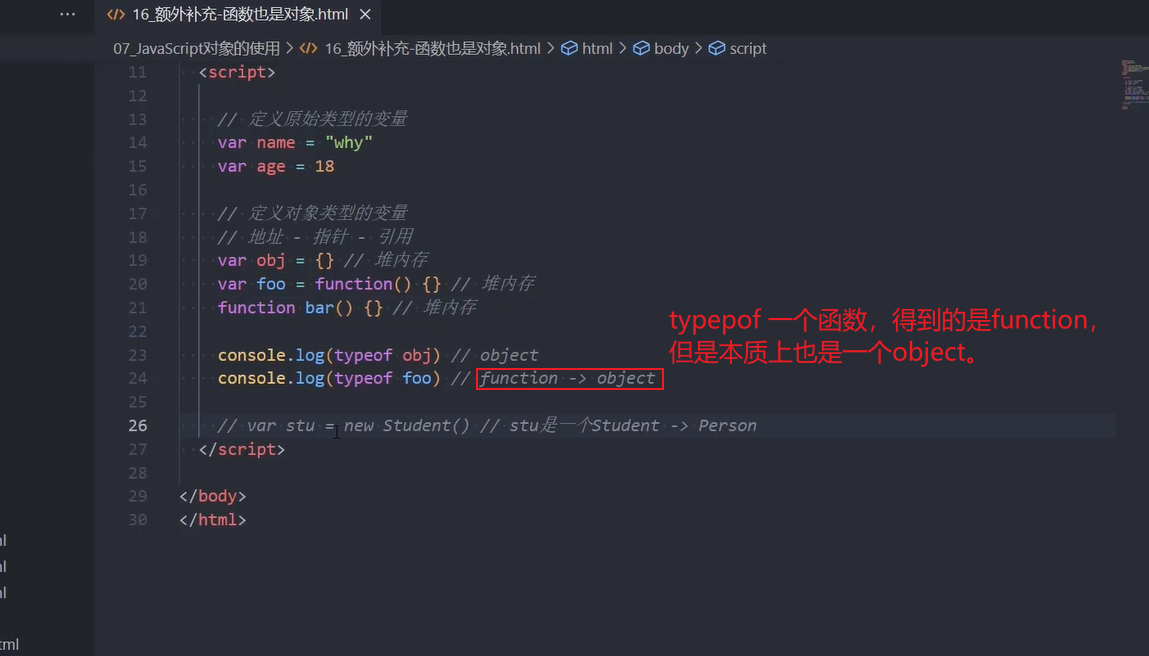 ··· 16_额外补充-函数也是对象.html ×
07_JavaScript对象的使用 > 16_额外补充-函数也是对象.html > html > body > script
11 <script>
12
13 // 定义原始类型的变量
14 var name = "why"
15 var age = 18
16
17 // 定义对象类型的变量
18 // 地址 - 指针 - 引用
19 var obj = {} // 堆内存
20 var foo = function() {} // 堆内存
21 function bar() {} // 堆内存
22
typepof 一个函数，得到的是function，
但是本质上也是一个object。
23 console.log(typeof obj) // object
24 console.log(typeof foo) // function -> object
25
26 // var stu = new Student() // stu是一个Student -> Person
27 </script>
28
29 </body>
30 </html>
ml